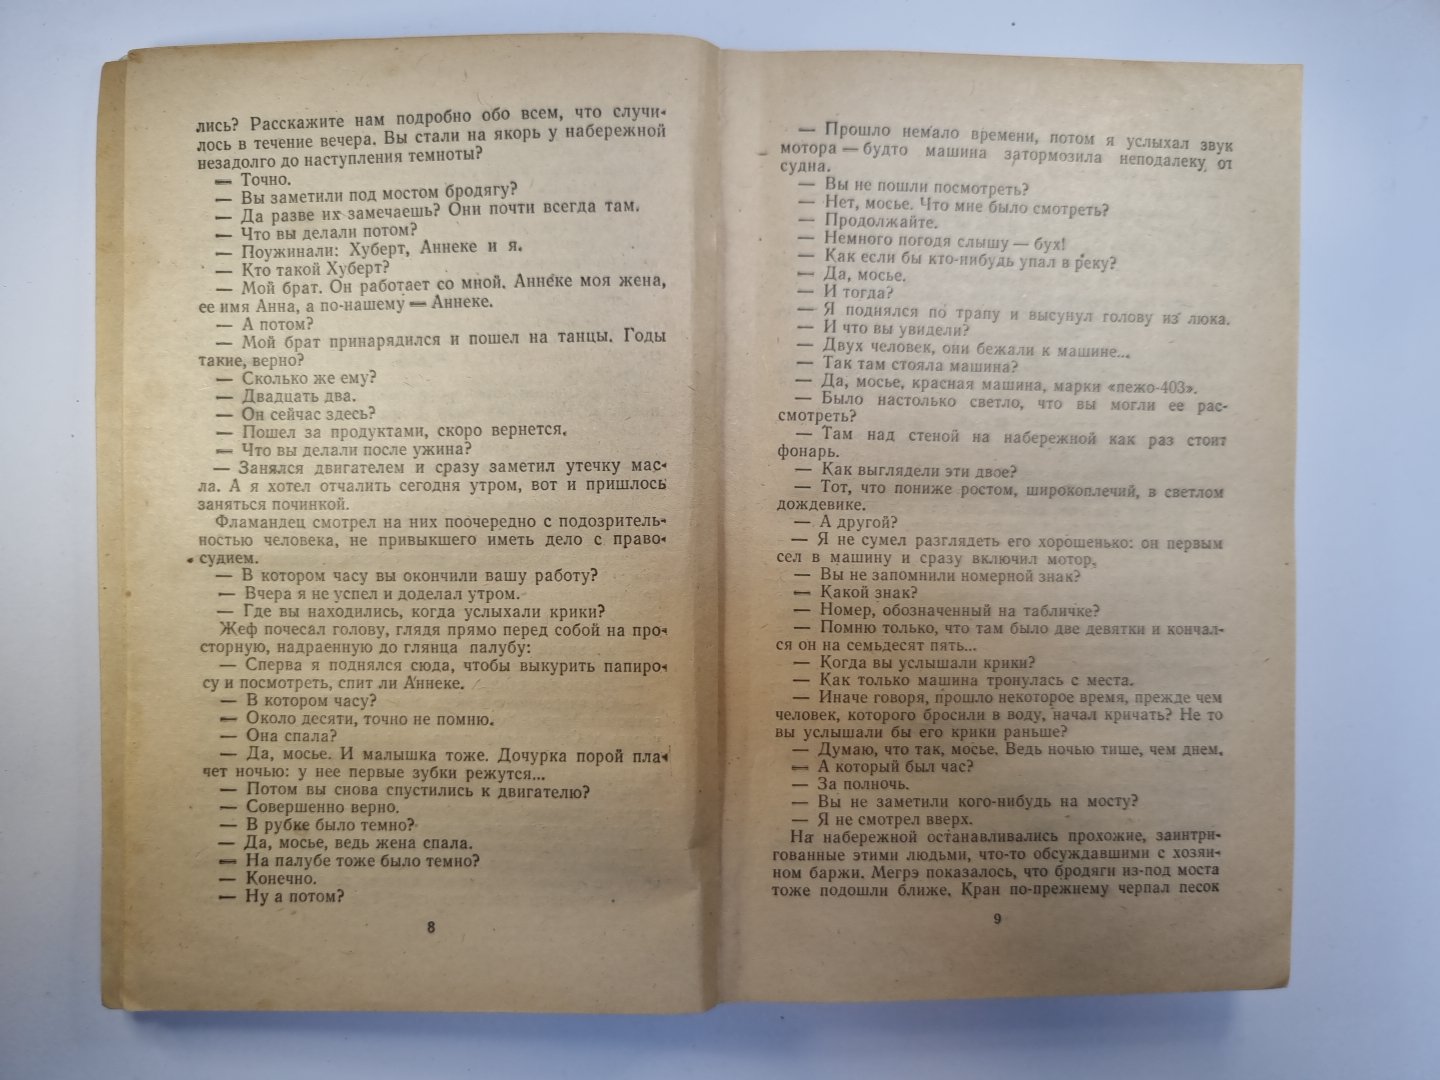 лись? Расскажите нам подробно обо всем, что случи-
лось в течение вечера. Вы стали на якорь у набережной
незадолго до наступления темноты?
— Точно.
— Вы заметили под мостом бродягу?
— Да разве их замечаешь? Они почти всегда там.
— Что вы делали потом?
— Поужинали: Хуберт, Аннеке и я.
— Кто такой Хуберт?
— Мой брат. Он работает со мной. Аннеке моя жена,
ее имя Анна, а по-нашему — Аннеке.
— А потом?
— Мой брат принарядился и пошел на танцы. Годы
такие, верно?
— Сколько же ему?
— Двадцать два.
— Он сейчас здесь?
— Пошел за продуктами, скоро вернется.
— Что вы делали после ужина?
— Занялся двигателем и сразу заметил утечку мас-
ла. А я хотел отчалить сегодня утром, вот и пришлось
заняться починкой.
Фламандец смотрел на них поочередно с подозритель-
ностью человека, не привыкшего иметь дело с право-
судием.
— В котором часу вы окончили вашу работу?
— Вчера я не успел и доделал утром.
— Где вы находились, когда услыхали крики?
Жеф почесал голову, глядя прямо перед собой на про-
сторную, надраенную до глянца палубу:
— Сперва я поднялся сюда, чтобы выкурить папиро-
су и посмотреть, спит ли Аннеке.
— В котором часу?
— Около десяти, точно не помню.
— Она спала?
— Да, мосье. И малышка тоже. Дочурка порой пла-
чет ночью: у нее первые зубки режутся...
— Потом вы снова спустились к двигателю?
— Совершенно верно.
— В рубке было темно?
— Да, мосье, ведь жена спала.
— На палубе тоже было темно?
— Конечно.
— Ну а потом?
8
— Прошло немало времени, потом я услыхал звук
мотора — будто машина затормозила неподалеку от
судна.
— Вы не пошли посмотреть?
— Нет, мосье. Что мне было смотреть?
— Продолжайте.
— Немного погодя слышу — бух!
— Как если бы кто-нибудь упал в реку?
— Да, мосье.
— И тогда?
— Я поднялся по трапу и высунул голову из люка.
— И что вы увидели?
— Двух человек, они бежали к машине...
— Так там стояла машина?
— Да, мосье, красная машина, марки «пежо-403».
— Было настолько светло, что вы могли ее рас-
смотреть?
— Там над стеной на набережной как раз стоит
фонарь.
— Как выглядели эти двое?
— Тот, что пониже ростом, широкоплечий, в светлом
дождевике.
— А другой?
— Я не сумел разглядеть его хорошенько: он первым
сел в машину и сразу включил мотор.
— Вы не запомнили номерной знак?
— Какой знак?
— Номер, обозначенный на табличке?
— Помню только, что там было две девятки и кончал-
ся он на семьдесят пять...
— Когда вы услышали крики?
— Как только машина тронулась с места.
— Иначе говоря, прошло некоторое время, прежде чем
человек, которого бросили в воду, начал кричать? Не то
вы услышали бы его крики раньше?
— Думаю, что так, мосье. Ведь ночью тише, чем днем.
— А который был час?
— За полночь.
— Вы не заметили кого-нибудь на мосту?
— Я не смотрел вверх.
На набережной останавливались прохожие, заинтри-
гованные этими людьми, что-то обсуждавшими с хозяи-
ном баржи. Мегрэ показалось, что бродяги из-под моста
тоже подошли ближе. Кран по-прежнему черпал песок
9